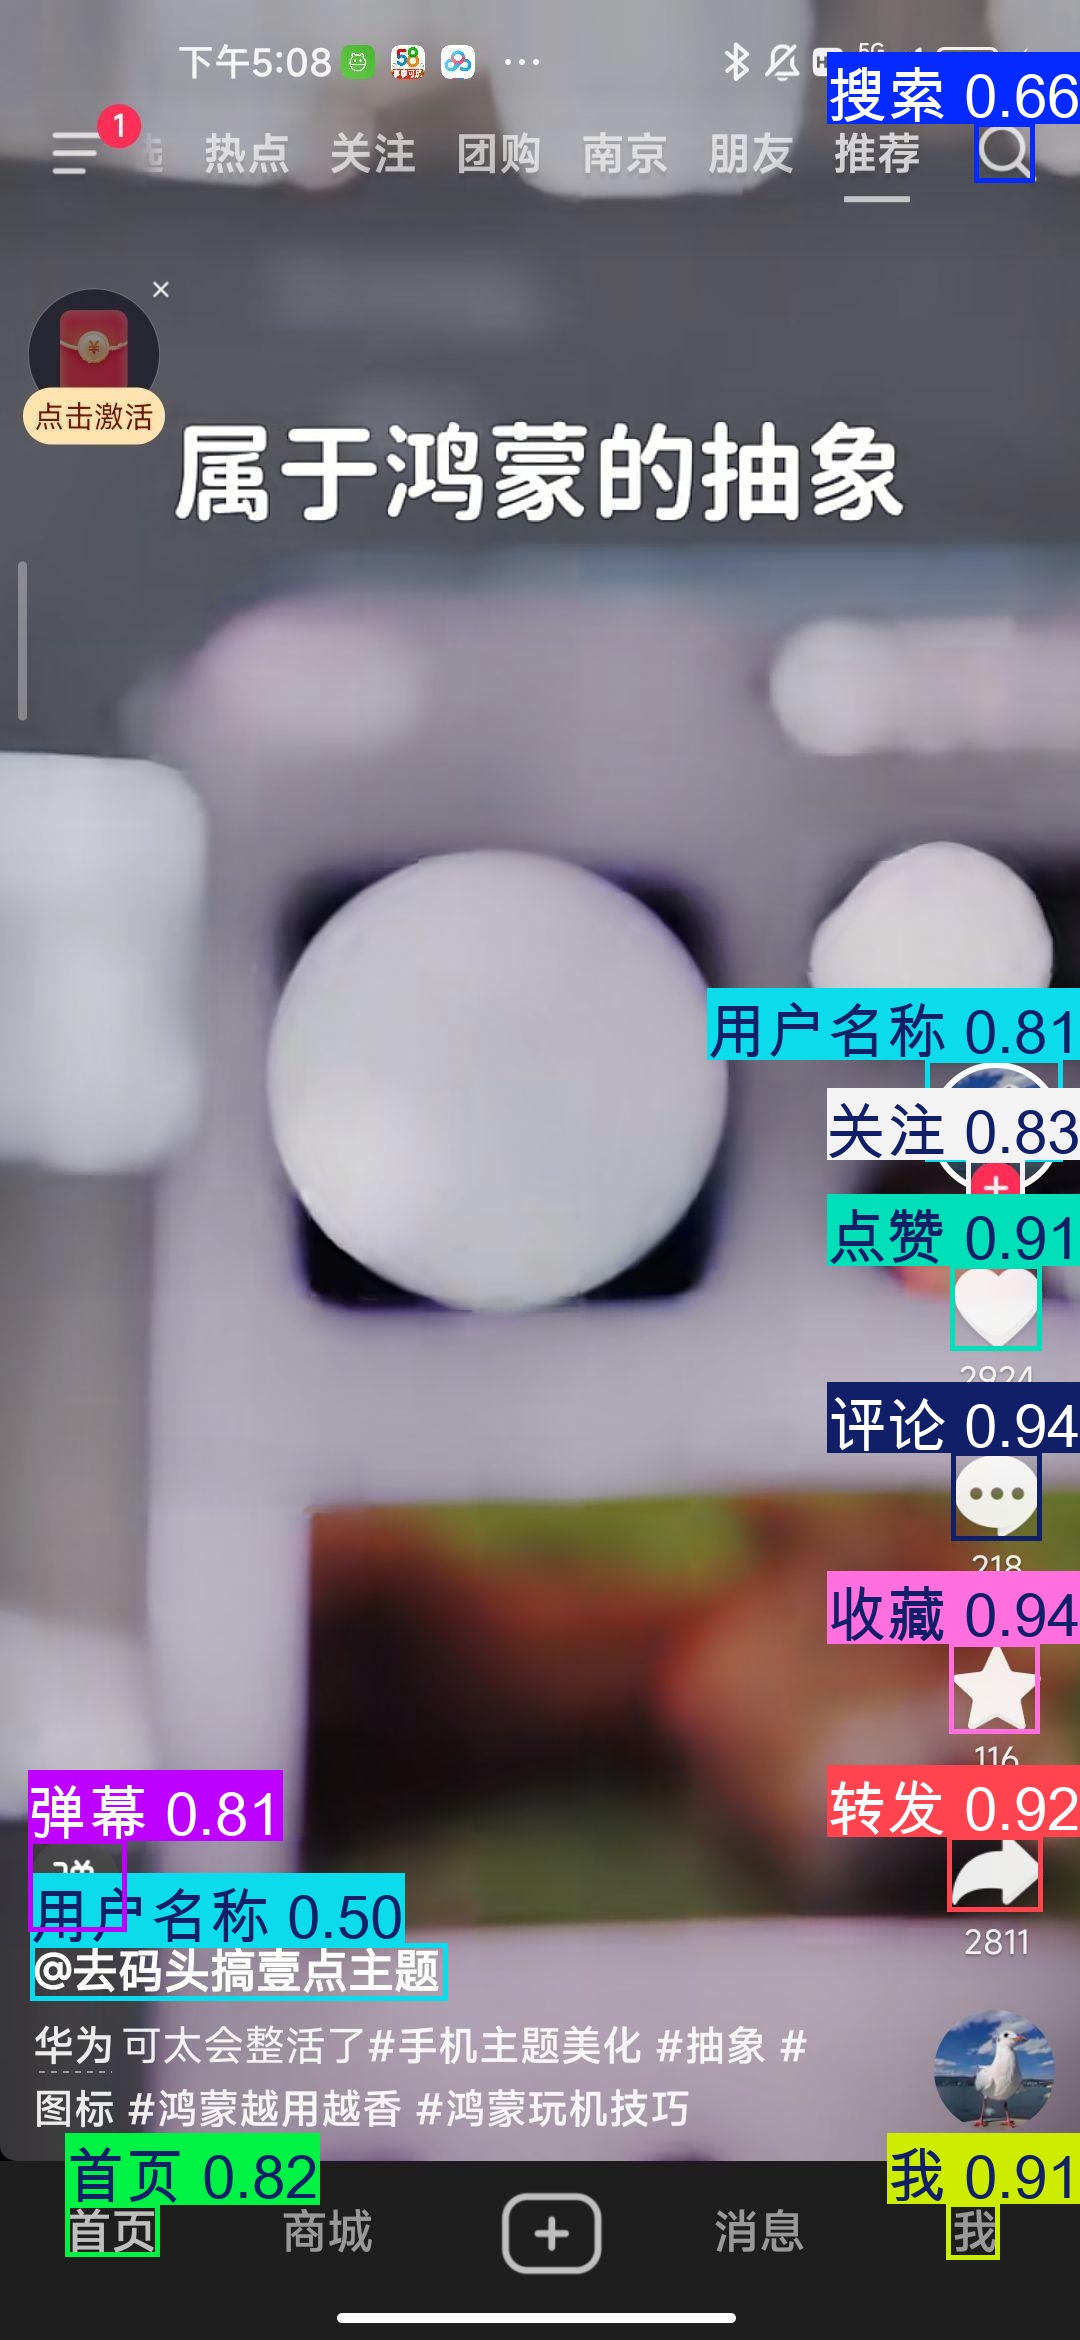 下午5:08
58
5G
搜索 0.66
1
热点 关注 团购 南京 朋友 推荐
点击激活
属于鸿蒙的抽象
用户名称 0.81
关注 0.83
点赞 0.91
2924
评论 0.94
218
收藏 0.94
116
转发 0.92
2811
弹幕 0.81
用户名称 0.50
@去码头搞壹点主题
华为 可太会整活了#手机主题美化 #抽象 #
图标 #鸿蒙越用越香 #鸿蒙玩机技巧
首页 0.82
我 0.91
首页 商城 消息 我